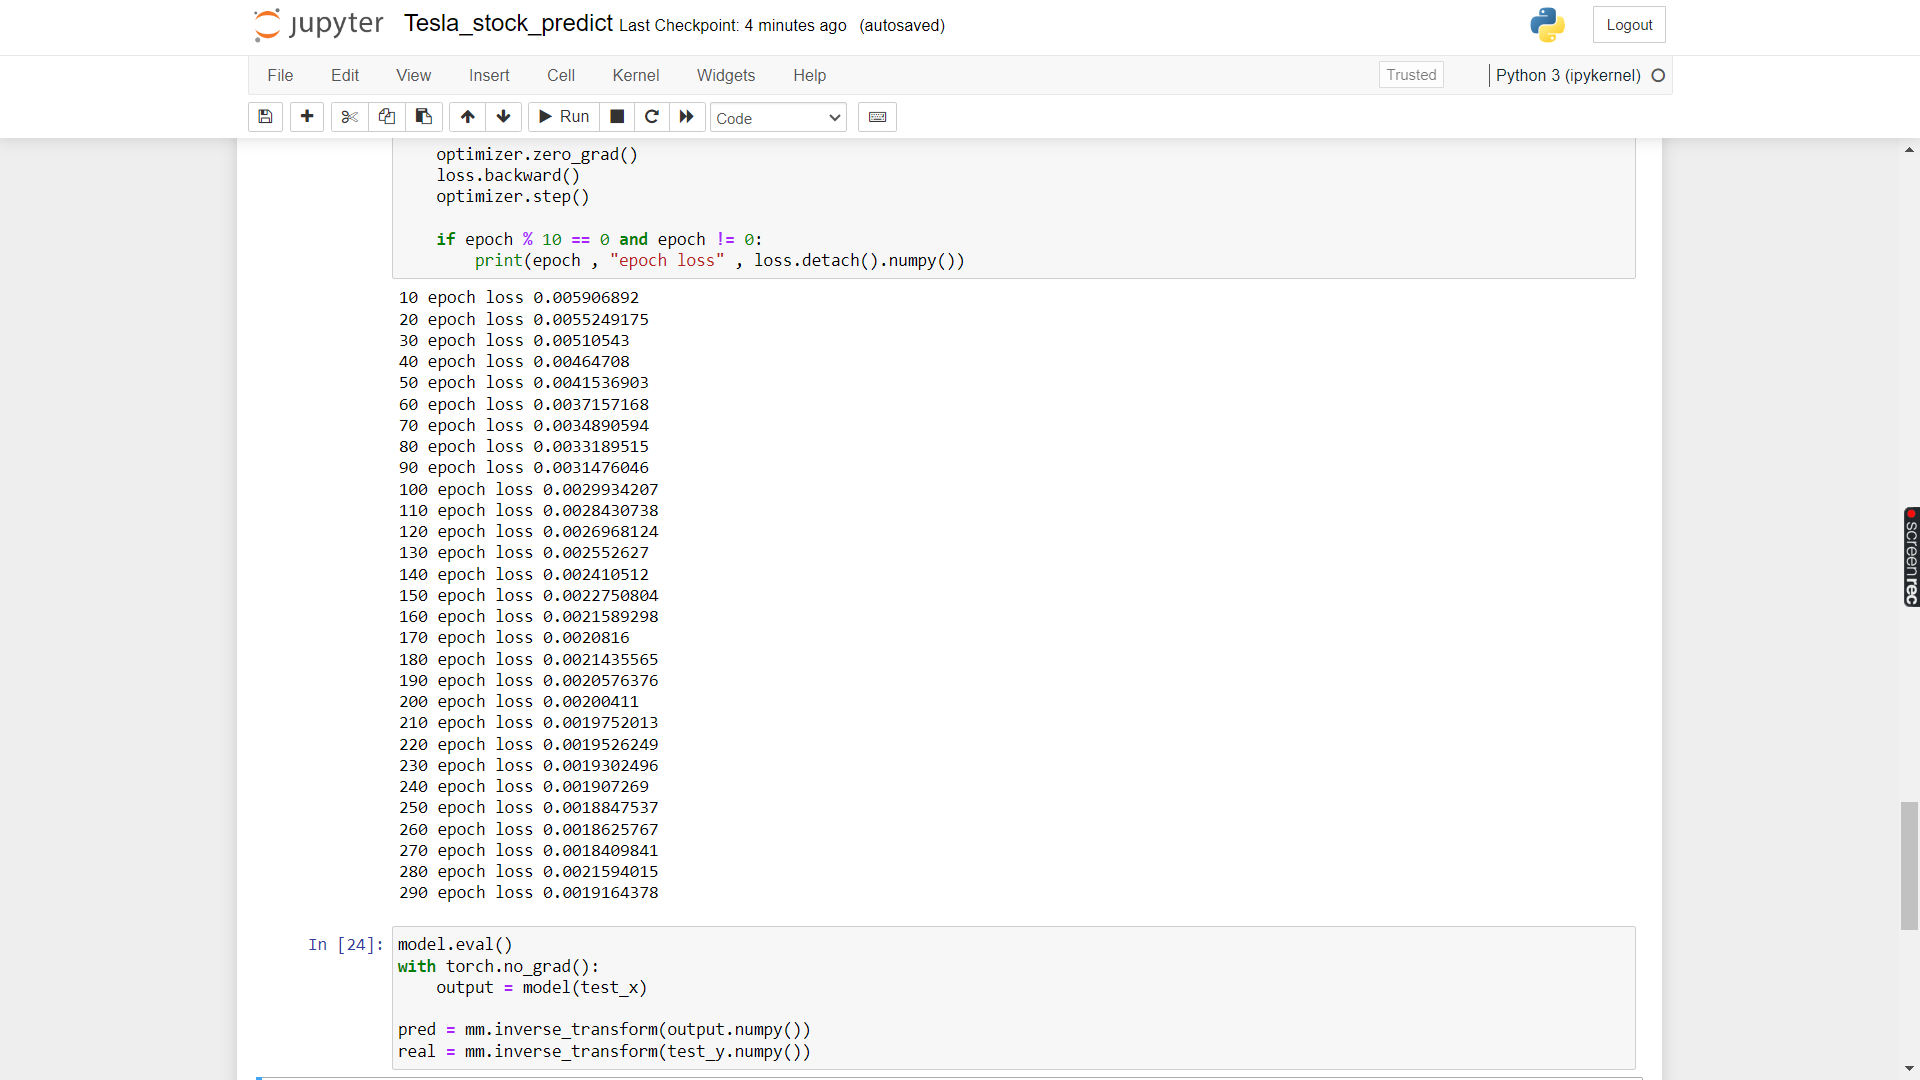 jupyter Tesla_stock_predict Last Checkpoint: 4 minutes ago (autosaved) Logout
File Edit View Insert Cell Kernel Widgets Help Trusted Python 3 (ipykernel)
Run Code
optimizer.zero_grad()
loss.backward()
optimizer.step()
if epoch % 10 == 0 and epoch != 0:
print(epoch , "epoch loss" , loss.detach().numpy())
10 epoch loss 0.005906892
20 epoch loss 0.0055249175
30 epoch loss 0.00510543
40 epoch loss 0.00464708
50 epoch loss 0.0041536903
60 epoch loss 0.0037157168
70 epoch loss 0.0034890594
80 epoch loss 0.0033189515
90 epoch loss 0.0031476046
100 epoch loss 0.0029934207
110 epoch loss 0.0028430738
120 epoch loss 0.0026968124
130 epoch loss 0.002552627
140 epoch loss 0.002410512
150 epoch loss 0.0022750804
160 epoch loss 0.0021589298
170 epoch loss 0.0020816
180 epoch loss 0.0021435565
190 epoch loss 0.0020576376
200 epoch loss 0.00200411
210 epoch loss 0.0019752013
220 epoch loss 0.0019526249
230 epoch loss 0.0019302496
240 epoch loss 0.001907269
250 epoch loss 0.0018847537
260 epoch loss 0.0018625767
270 epoch loss 0.0018409841
280 epoch loss 0.0021594015
290 epoch loss 0.0019164378
In [24]: model.eval()
with torch.no_grad():
output = model(test_x)
pred = mm.inverse_transform(output.numpy())
real = mm.inverse_transform(test_y.numpy())
screenrec